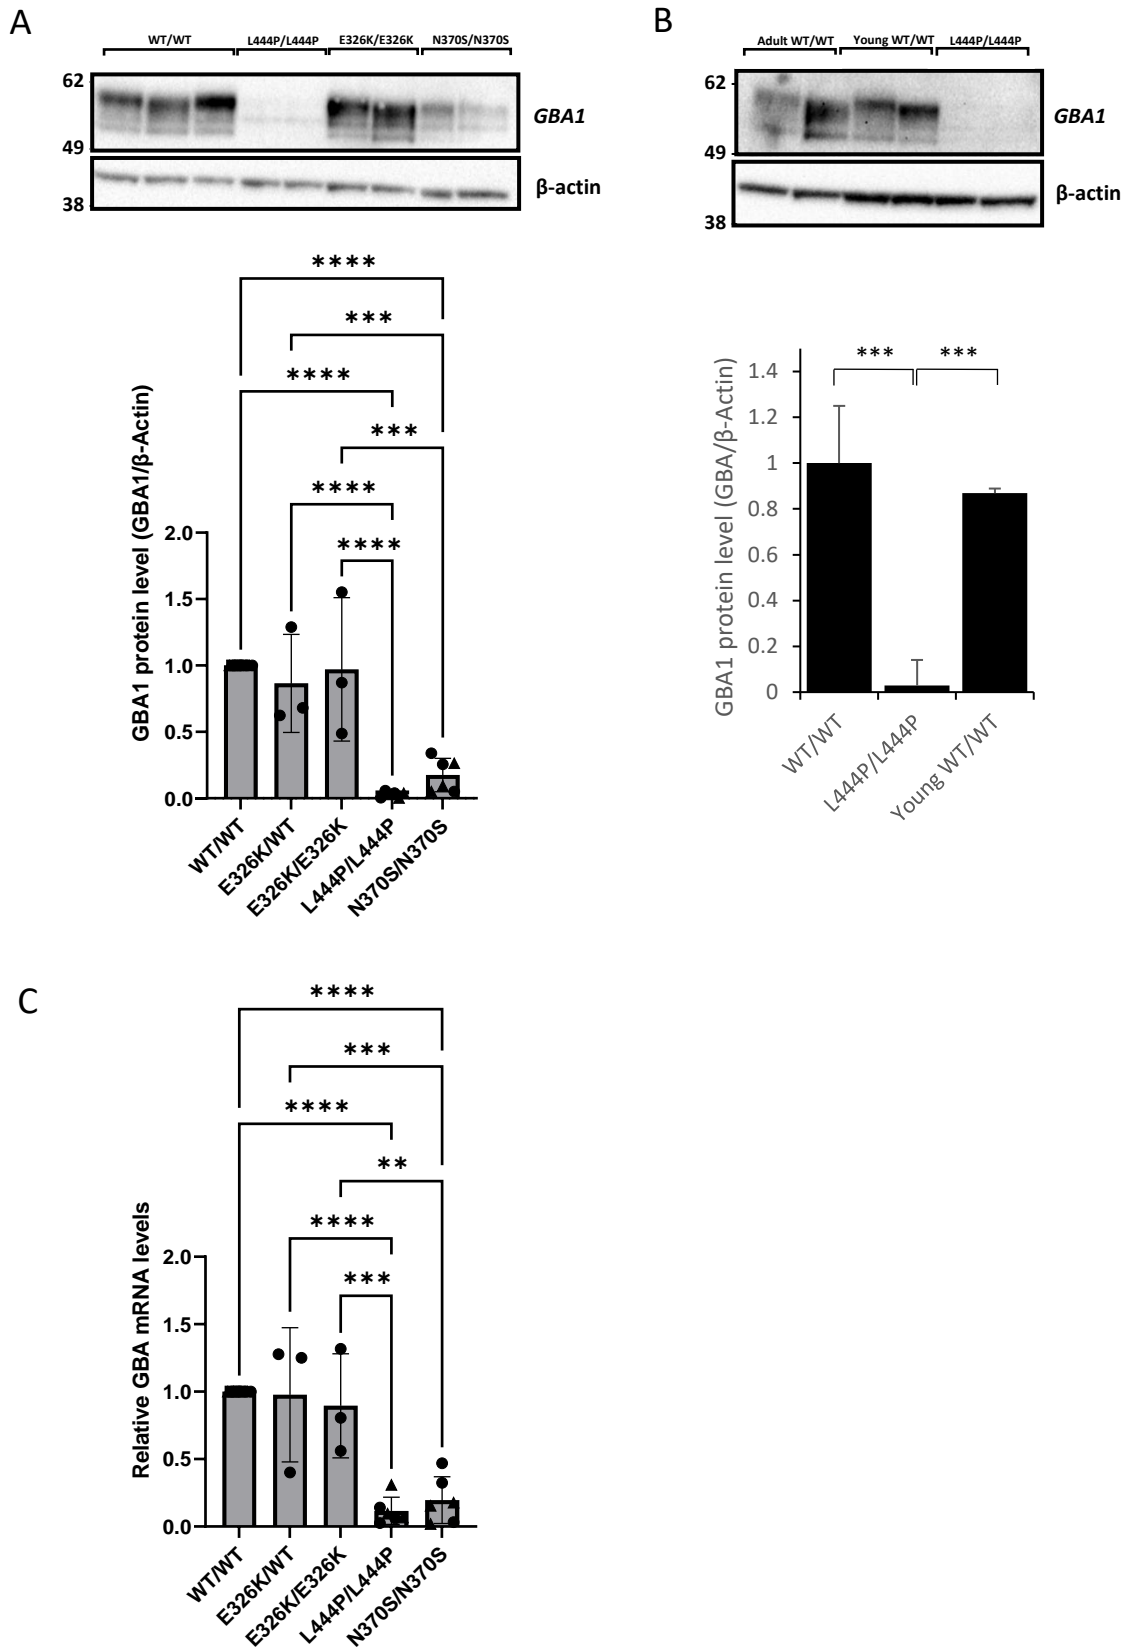 A
WT/WT L444P/L444P E326K/E326K N370S/N370S
62
GBA1
49
β-actin
38
****
***
****
***
****
****
GBA1 protein level (GBA1/β-Actin)
2.0
1.5
1.0
0.5
0.0
WT/WT
E326K/WT
E326K/E326K
L444P/L444P
N370S/N370S
B
Adult WT/WT Young WT/WT L444P/L444P
62
GBA1
49
β-actin
38
*** ***
GBA1 protein level (GBA/β-Actin)
1.4
1.2
1
0.8
0.6
0.4
0.2
0
WT/WT
L444P/L444P
Young WT/WT
C
****
***
****
**
****
***
Relative GBA mRNA levels
2.0
1.5
1.0
0.5
0.0
WT/WT
E326K/WT
E326K/E326K
L444P/L444P
N370S/N370S